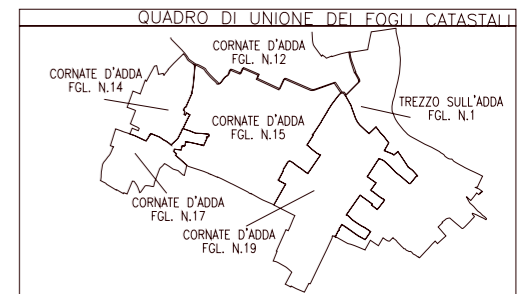 QUADRO DI UNIONE DEI FOGLI CATASTALI
CORNATE D'ADDA
FGL. N.12
CORNATE D'ADDA
FGL. N.14
TREZZO SULL'ADDA
FGL. N.1
CORNATE D'ADDA
FGL. N.15
CORNATE D'ADDA
FGL. N.17
CORNATE D'ADDA
FGL. N.19